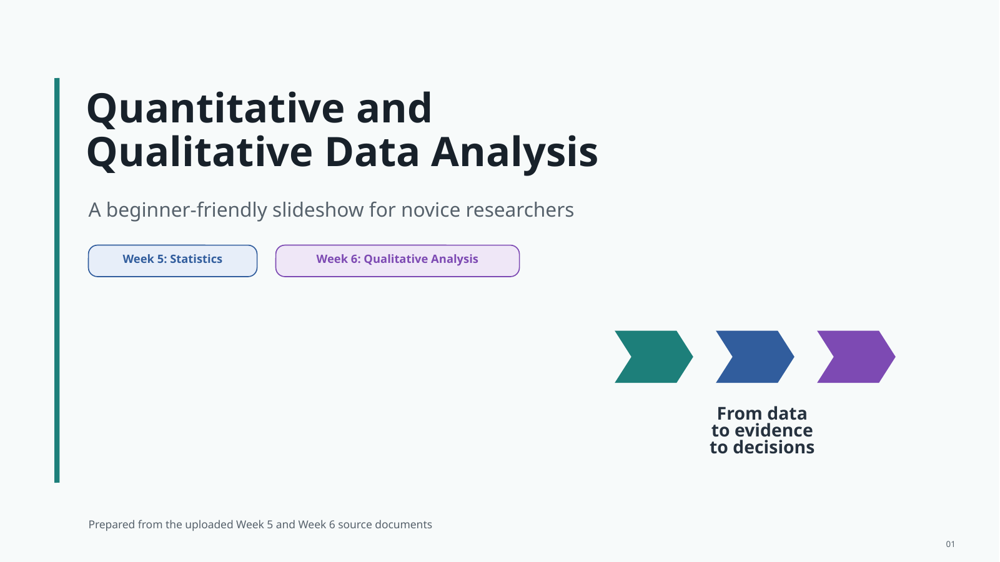 Quantitative and
Qualitative Data Analysis
A beginner-friendly slideshow for novice researchers
Week 5: Statistics
Week 6: Qualitative Analysis
From data
to evidence
to decisions
Prepared from the uploaded Week 5 and Week 6 source documents
01